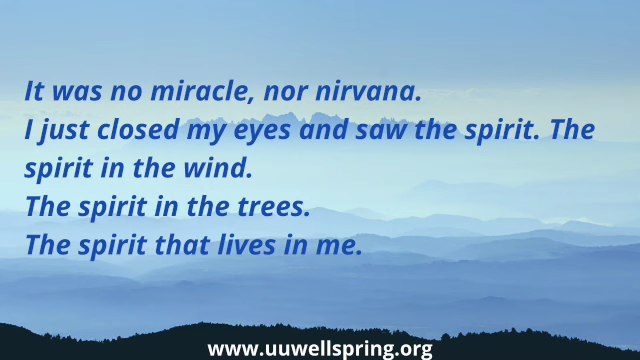 It was no miracle, nor nirvana.
I just closed my eyes and saw the spirit. The
spirit in the wind.
The spirit in the trees.
The spirit that lives in me.
www.uuwellspring.org